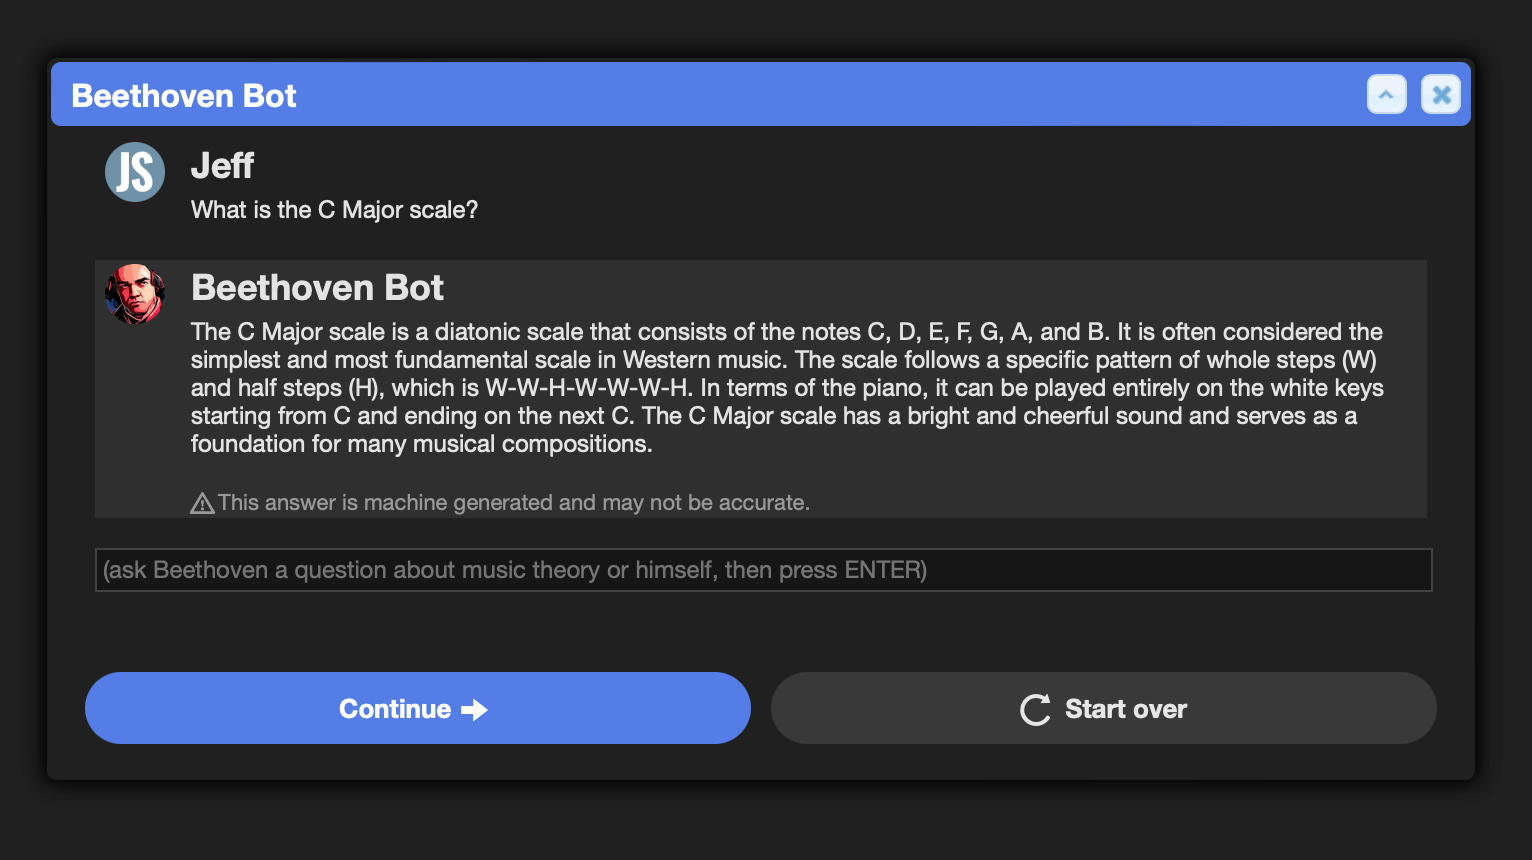 Beethoven Bot
JS
Jeff
What is the C Major scale?
Beethoven Bot
The C Major scale is a diatonic scale that consists of the notes C, D, E, F, G, A, and B. It is often considered the
simplest and most fundamental scale in Western music. The scale follows a specific pattern of whole steps (W)
and half steps (H), which is W-W-H-W-W-W-H. In terms of the piano, it can be played entirely on the white keys
starting from C and ending on the next C. The C Major scale has a bright and cheerful sound and serves as a
foundation for many musical compositions.
This answer is machine generated and may not be accurate.
(ask Beethoven a question about music theory or himself, then press ENTER)
Continue
Start over